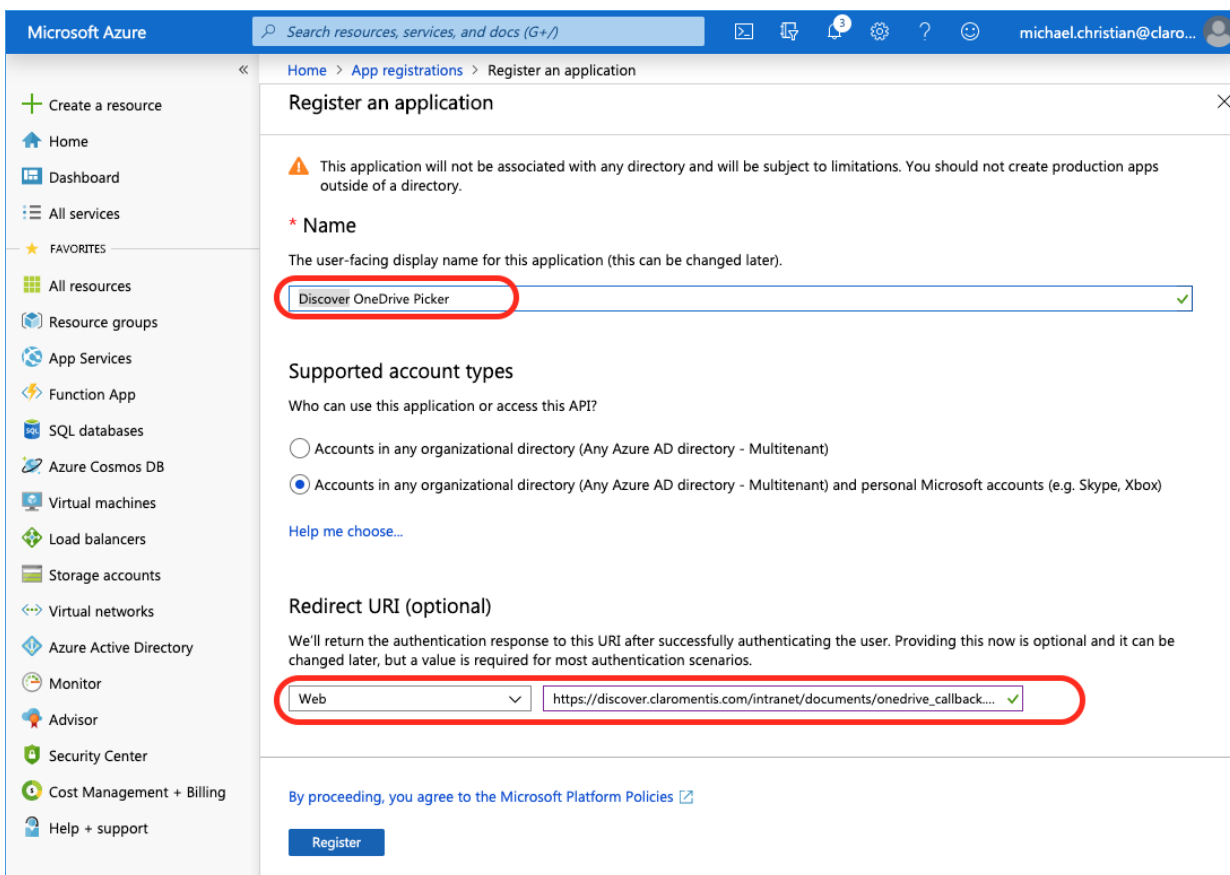 Microsoft Azure
Search resources, services, and docs (G+/)
3
michael.christian@claro...
«
Home > App registrations > Register an application
Create a resource
Home
Dashboard
All services
FAVORITES
All resources
Resource groups
App Services
Function App
SQL databases
Azure Cosmos DB
Virtual machines
Load balancers
Storage accounts
Virtual networks
Azure Active Directory
Monitor
Advisor
Security Center
Cost Management + Billing
Help + support
Register an application
This application will not be associated with any directory and will be subject to limitations. You should not create production apps
outside of a directory.
* Name
The user-facing display name for this application (this can be changed later).
Discover OneDrive Picker
Supported account types
Who can use this application or access this API?
Accounts in any organizational directory (Any Azure AD directory - Multitenant)
Accounts in any organizational directory (Any Azure AD directory - Multitenant) and personal Microsoft accounts (e.g. Skype, Xbox)
Help me choose...
Redirect URI (optional)
We'll return the authentication response to this URI after successfully authenticating the user. Providing this now is optional and it can be
changed later, but a value is required for most authentication scenarios.
Web
https://discover.claromentis.com/intranet/documents/onedrive_callback....
By proceeding, you agree to the Microsoft Platform Policies
Register